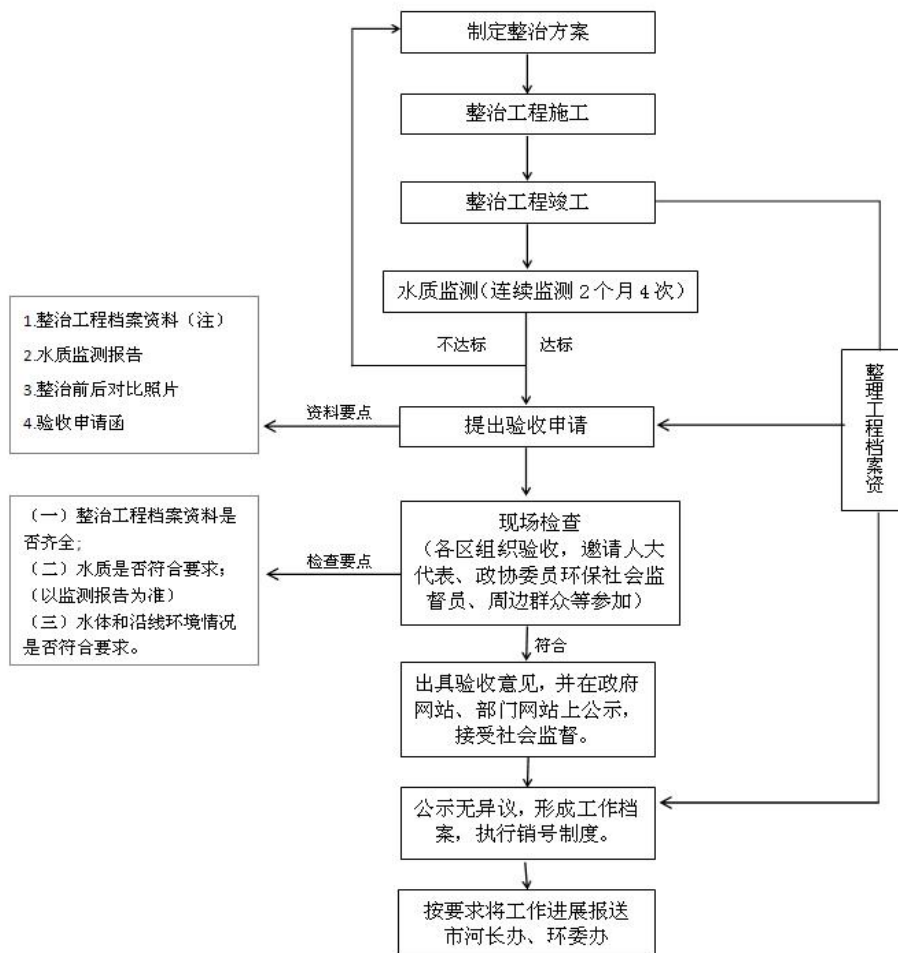 制定整治方案
整治工程施工
整治工程竣工
水质监测(连续监测2个月4次)
不达标
达标
1.整治工程档案资料（注）
2.水质监测报告
3.整治前后对比照片
4.验收申请函
资料要点
提出验收申请
整理工程档案资
（一）整治工程档案资料是
否齐全;
（二）水质是否符合要求;
（以监测报告为准）
（三）水体和沿线环境情况
是否符合要求。
检查要点
现场检查
（各区组织验收，邀请人大
代表、政协委员环保社会监
督员、周边群众等参加）
符合
出具验收意见，并在政府
网站、部门网站上公示，
接受社会监督。
公示无异议，形成工作档
案，执行销号制度。
按要求将工作进展报送
市河长办、环委办